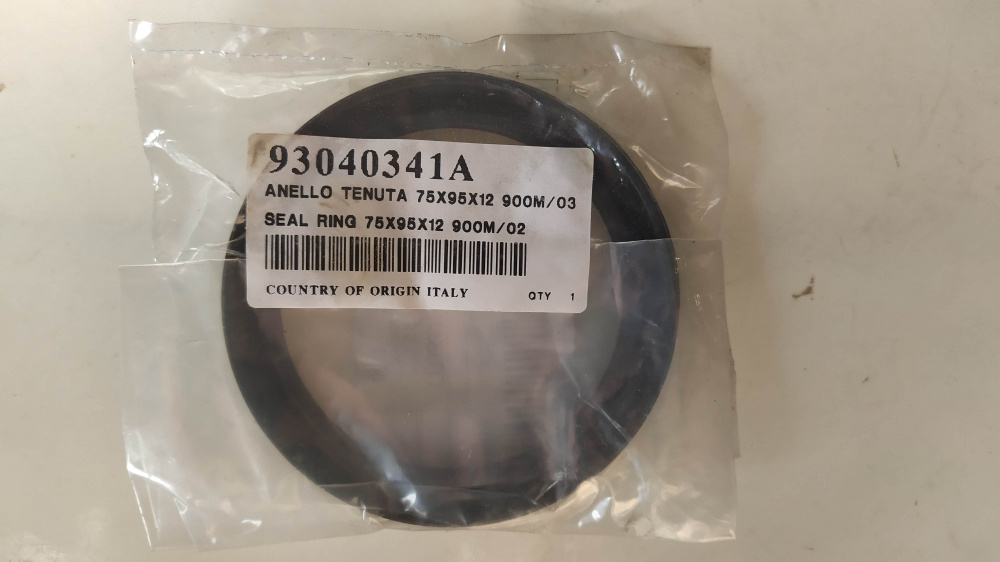 93040341A
ANELLO TENUTA 75X95X12 900M/03
SEAL RING 75X95X12 900M/02
COUNTRY OF ORIGIN ITALY QTY 1